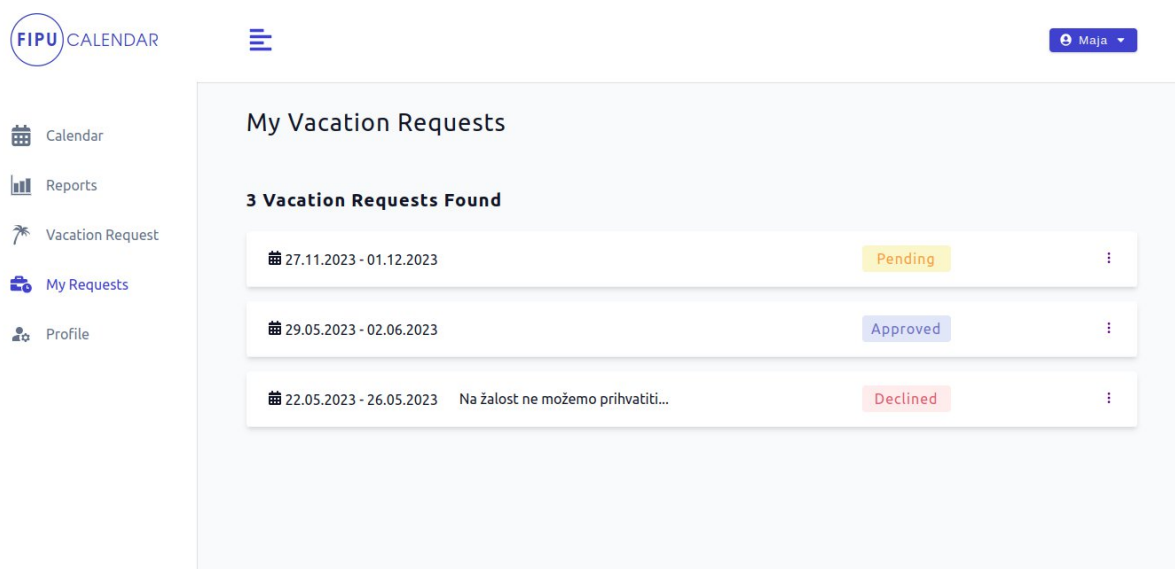 FIPU CALENDAR
Maja
Calendar
Reports
Vacation Request
My Requests
Profile
My Vacation Requests
3 Vacation Requests Found
27.11.2023 - 01.12.2023 Pending
29.05.2023 - 02.06.2023 Approved
22.05.2023 - 26.05.2023 Na žalost ne možemo prihvatiti... Declined